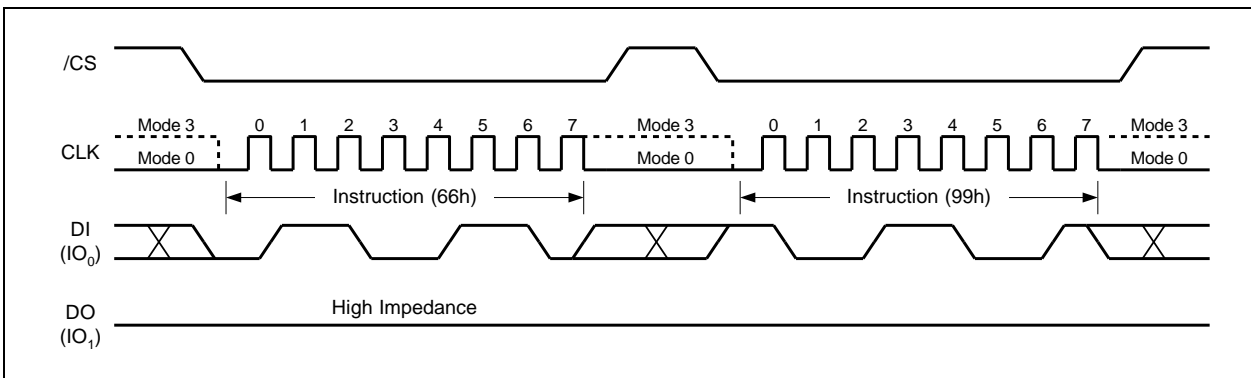 /CS
Mode 3 0 1 2 3 4 5 6 7 Mode 3 0 1 2 3 4 5 6 7 Mode 3
CLK
Mode 0 Mode 0 Mode 0
Instruction (66h) Instruction (99h)
DI
(IO0)
High Impedance
DO
(IO1)